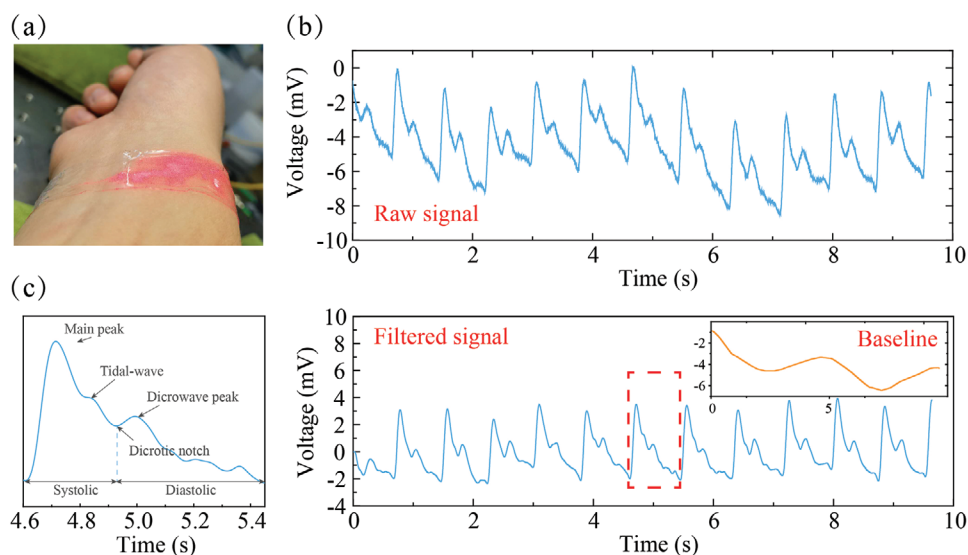 (a)
(b)
0
-2
-4
-6
-8
-10
Voltage (mV)
Raw signal
0 2 4 6 8 10
Time (s)
(c)
Main peak
Tidal-wave
Dicrowave peak
Dicrotic notch
Systolic Diastolic
4.6 4.8 5.0 5.2 5.4
Time (s)
10
8
6
4
2
0
-2
-4
Voltage (mV)
Filtered signal
Baseline
-2
-4
-6
0 5
0 2 4 6 8 10
Time (s)